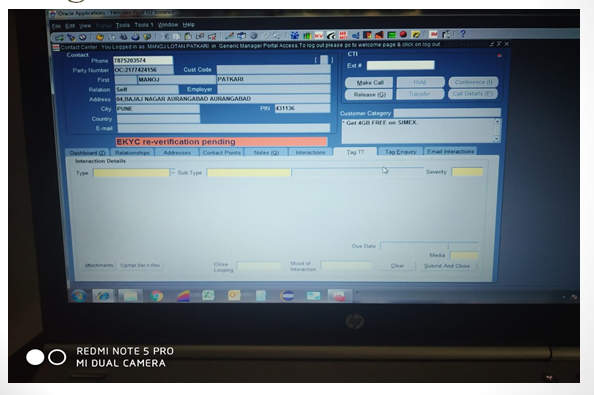 Oracle Applications
File Edit View Folder Tools Tools 1 Window Help
Contact Center You Logged in as: MANOJ LOTAN PATKARI in Generic Manager Portal Access.To log out please go to welcome page & click on log out
Contact
Phone 7875203574
Party Number OC:2177424156 Cust Code
First MANOJ PATKARI
Relation Self Employer
Address 04,BAJAJ NAGAR AURANGABAD AURANGABAD
City PUNE PIN 431136
Country
E-mail
CTI
Ext #
Make Call Hold Conference (I)
Release (G) Transfer Call Details (P)
Customer Category
* Get 4GB FREE on SIMEX.
EKYC re-verification pending
Dashboard (Z) Relationships Addresses Contact Points Notes (Q) Interactions Tag TT Tag Enquiry Email Interactions
Interaction Details
Type Sub Type Severity
Due Date
Media
Attachments Close Looping Mood of Interaction Clear Submit And Close
hp
REDMI NOTE 5 PRO
MI DUAL CAMERA